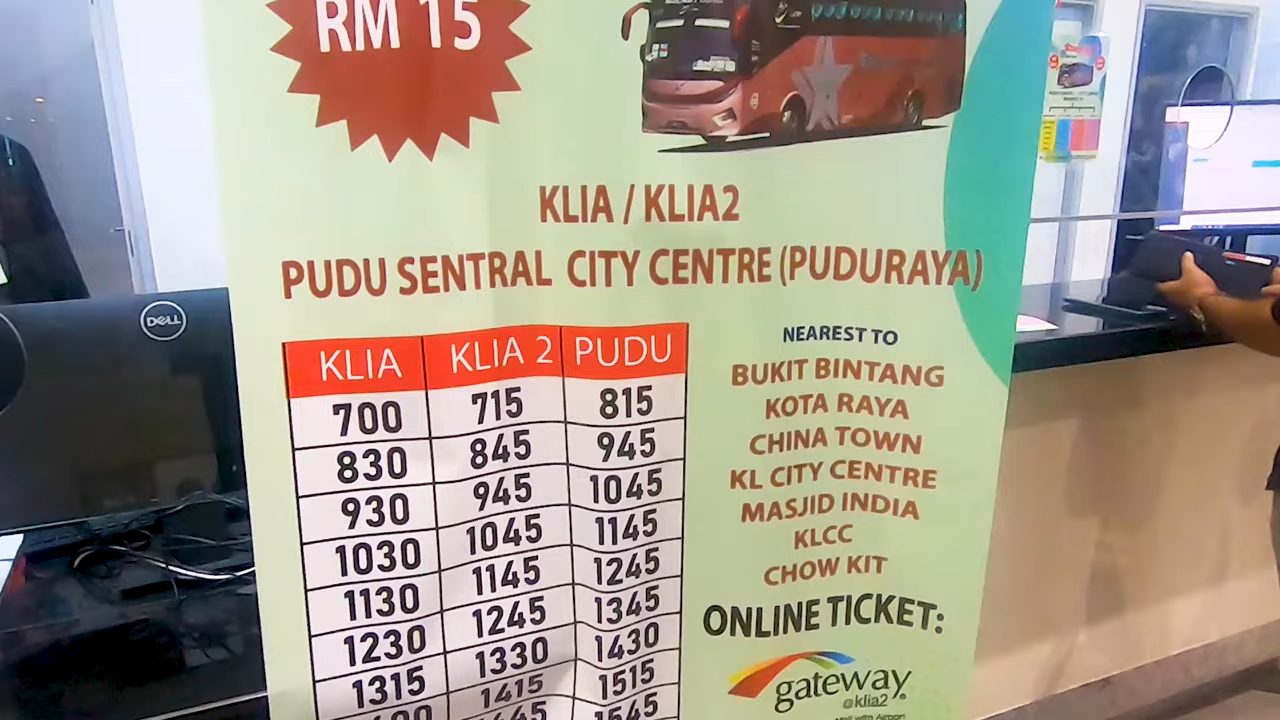 RM 15
KLIA / KLIA2
PUDU SENTRAL CITY CENTRE (PUDURAYA)
DELL
KLIA KLIA 2 PUDU
700 715 815
830 845 945
930 945 1045
1030 1045 1145
1130 1145 1245
1230 1245 1345
1315 1330 1430
1415 1515
1545
NEAREST TO
BUKIT BINTANG
KOTA RAYA
CHINA TOWN
KL CITY CENTRE
MASJID INDIA
KLCC
CHOW KIT
ONLINE TICKET:
gateway
@klia2